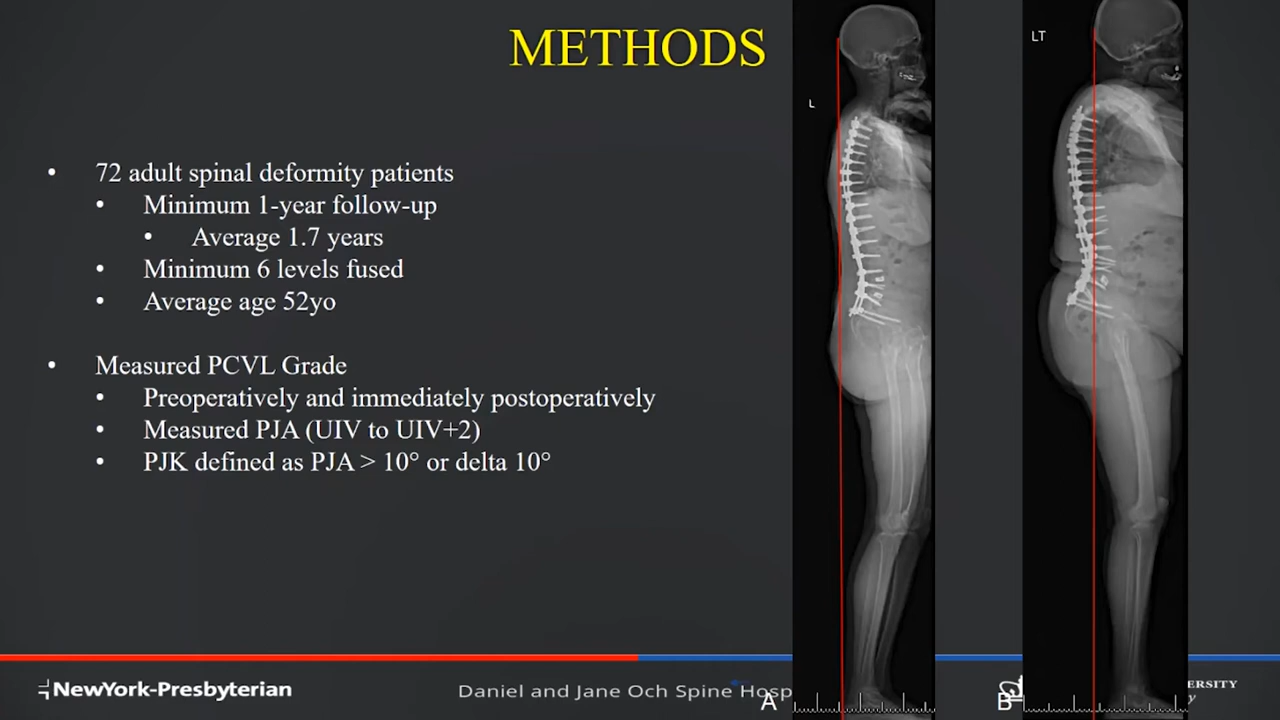 METHODS
• 72 adult spinal deformity patients
• Minimum 1-year follow-up
• Average 1.7 years
• Minimum 6 levels fused
• Average age 52yo
• Measured PCVL Grade
• Preoperatively and immediately postoperatively
• Measured PJA (UIV to UIV+2)
• PJK defined as PJA > 10° or delta 10°
L
LT
A
B
NewYork-Presbyterian
Daniel and Jane Och Spine